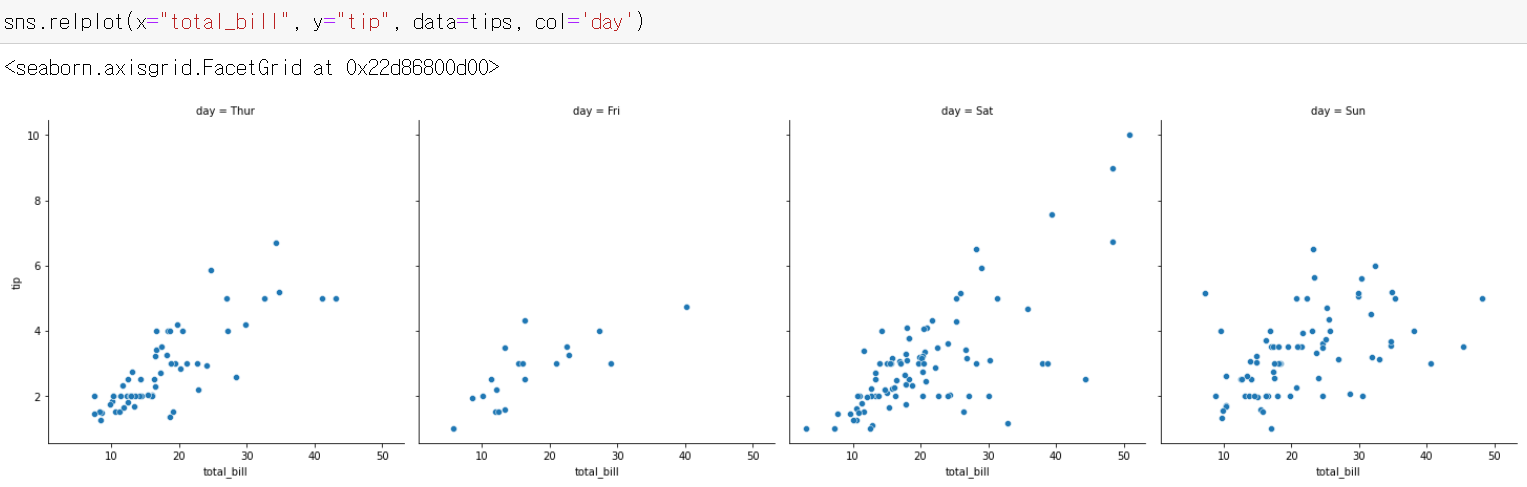 sns.relplot(x="total_bill", y="tip", data=tips, col='day')
<seaborn.axisgrid.FacetGrid at 0x22d86800d00>
day = Thur day = Fri day = Sat day = Sun
10
8
6
4
2
tip
10 20 30 40 50 10 20 30 40 50 10 20 30 40 50 10 20 30 40 50
total_bill total_bill total_bill total_bill